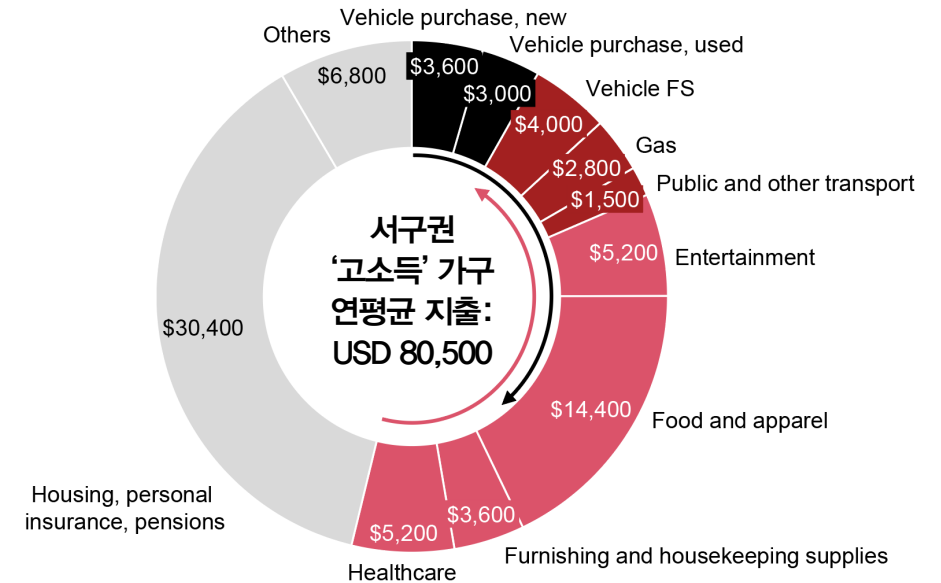 Vehicle purchase, new
Others
Vehicle purchase, used
$6,800
$3,600
$3,000
Vehicle FS
$4,000
Gas
$2,800
Public and other transport
$1,500
서구권
‘고소득’ 가구
연평균 지출:
USD 80,500
$5,200
Entertainment
$30,400
$14,400
Food and apparel
Housing, personal
insurance, pensions
$3,600
$5,200
Furnishing and housekeeping supplies
Healthcare